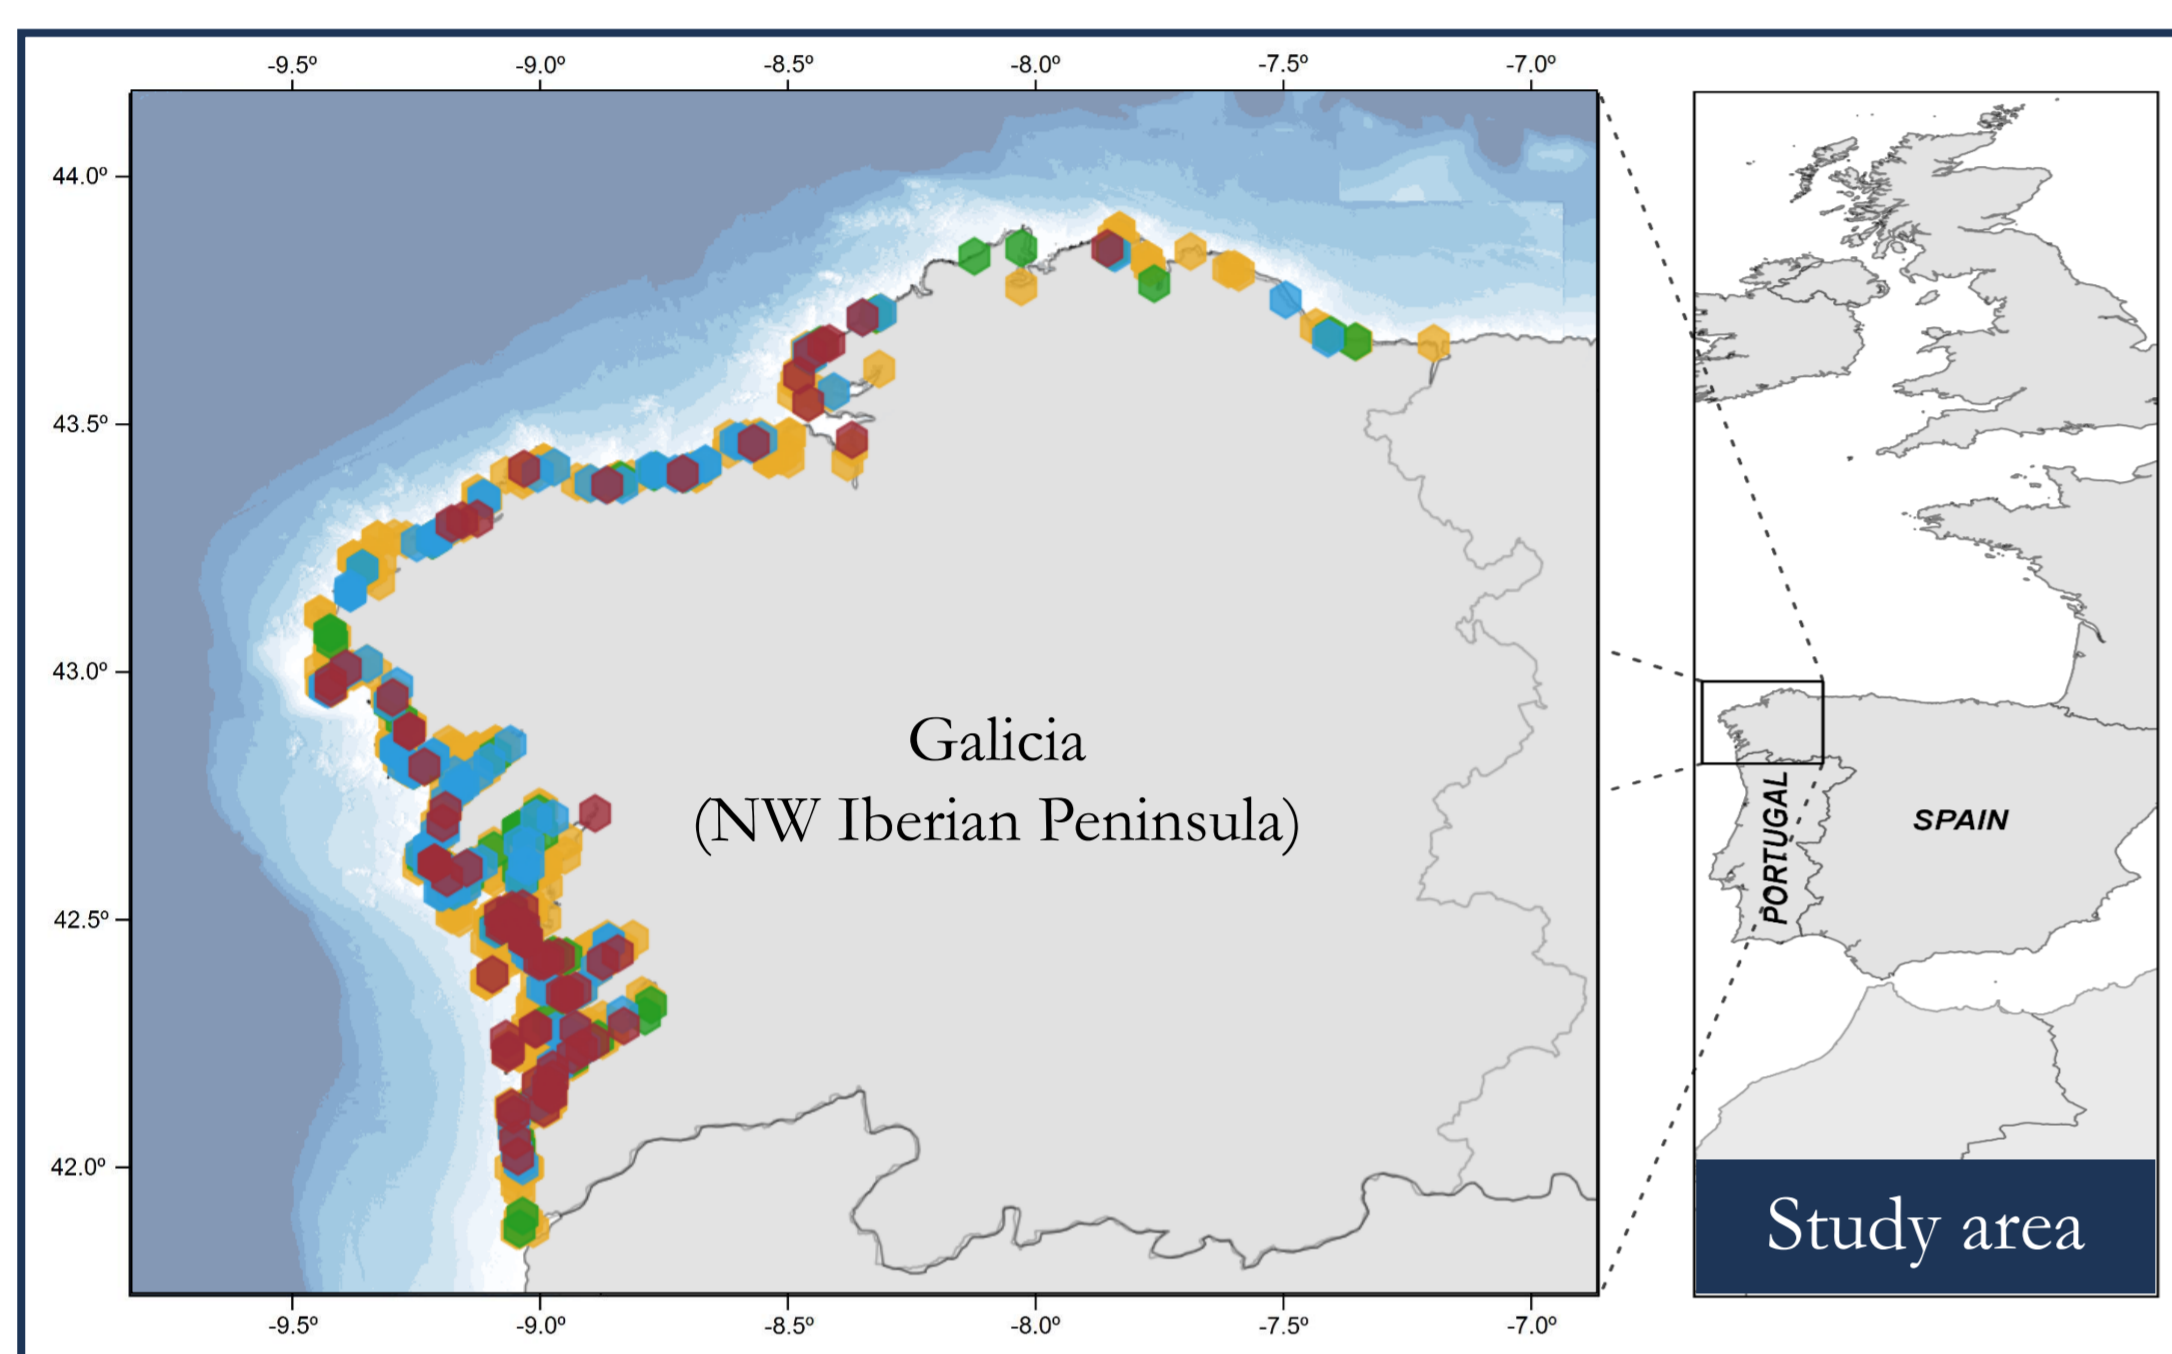 -9.5º -9.0º -8.5º -8.0º -7.5º -7.0º
44.0º
43.5º
43.0º
42.5º
42.0º
Galicia
(NW Iberian Peninsula)
-9.5º -9.0º -8.5º -8.0º -7.5º -7.0º
PORTUGAL
SPAIN
Study area